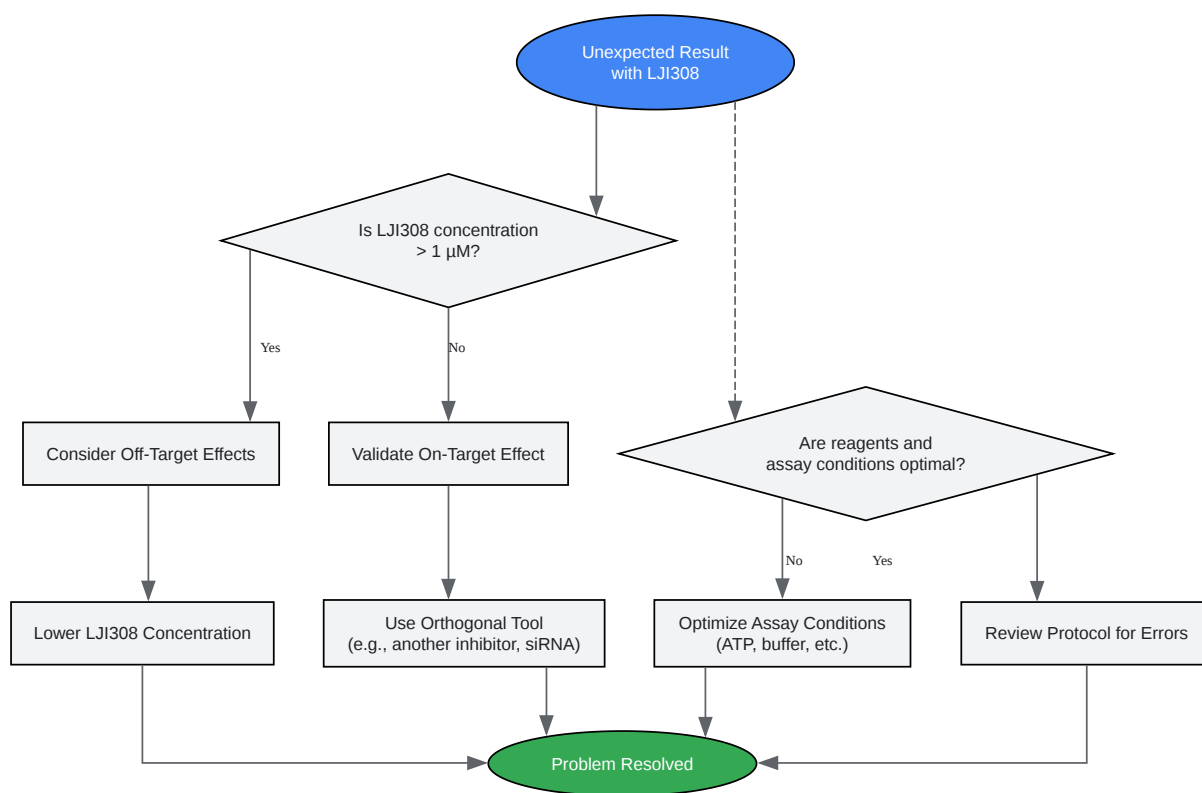 Unexpected Result
with LJI308
Is LJI308 concentration
> 1 µM?
Yes
No
Consider Off-Target Effects
Validate On-Target Effect
Are reagents and
assay conditions optimal?
No
Yes
Lower LJI308 Concentration
Use Orthogonal Tool
(e.g., another inhibitor, siRNA)
Optimize Assay Conditions
(ATP, buffer, etc.)
Review Protocol for Errors
Problem Resolved